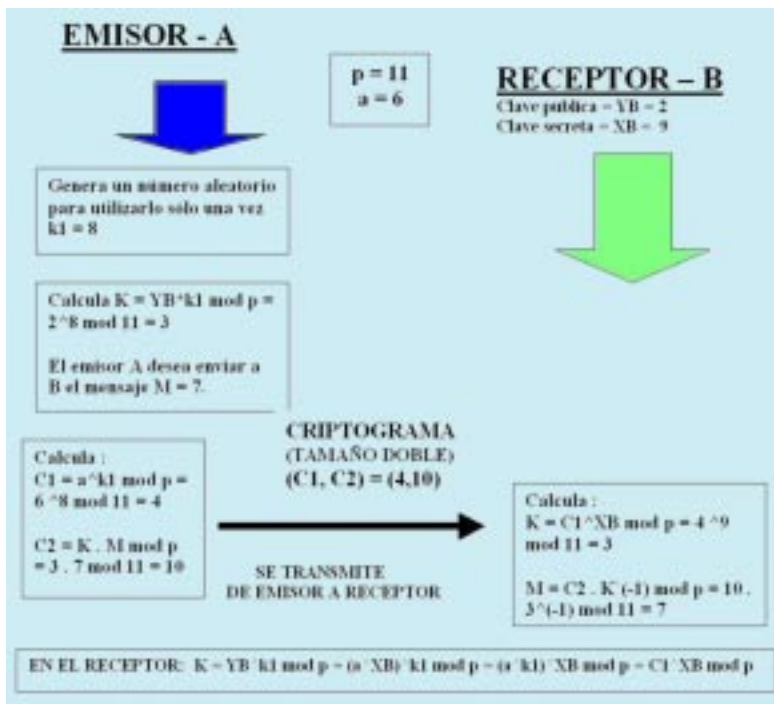 EMISOR - A
p = 11
a = 6
RECEPTOR – B
Clave publica = YB = 2
Clave secreta = XB = 9
Genera un número aleatorio
para utilizarlo sólo una vez
k1 = 8
Calcula K = YB^k1 mod p =
2^8 mod 11 = 3
El emisor A desea enviar a
B el mensaje M = 7.
CRIPTOGRAMA
(TAMAÑO DOBLE)
(C1, C2) = (4,10)
Calcula :
C1 = a^k1 mod p =
6 ^8 mod 11 = 4
C2 = K . M mod p
= 3 . 7 mod 11 = 10
SE TRANSMITE
DE EMISOR A RECEPTOR
Calcula :
K = C1^XB mod p = 4 ^9
mod 11 = 3
M = C2 . K^(-1) mod p = 10 .
3^(-1) mod 11 = 7
EN EL RECEPTOR: K = YB^k1 mod p = (a^XB)^k1 mod p = (a^k1)^XB mod p = C1^XB mod p